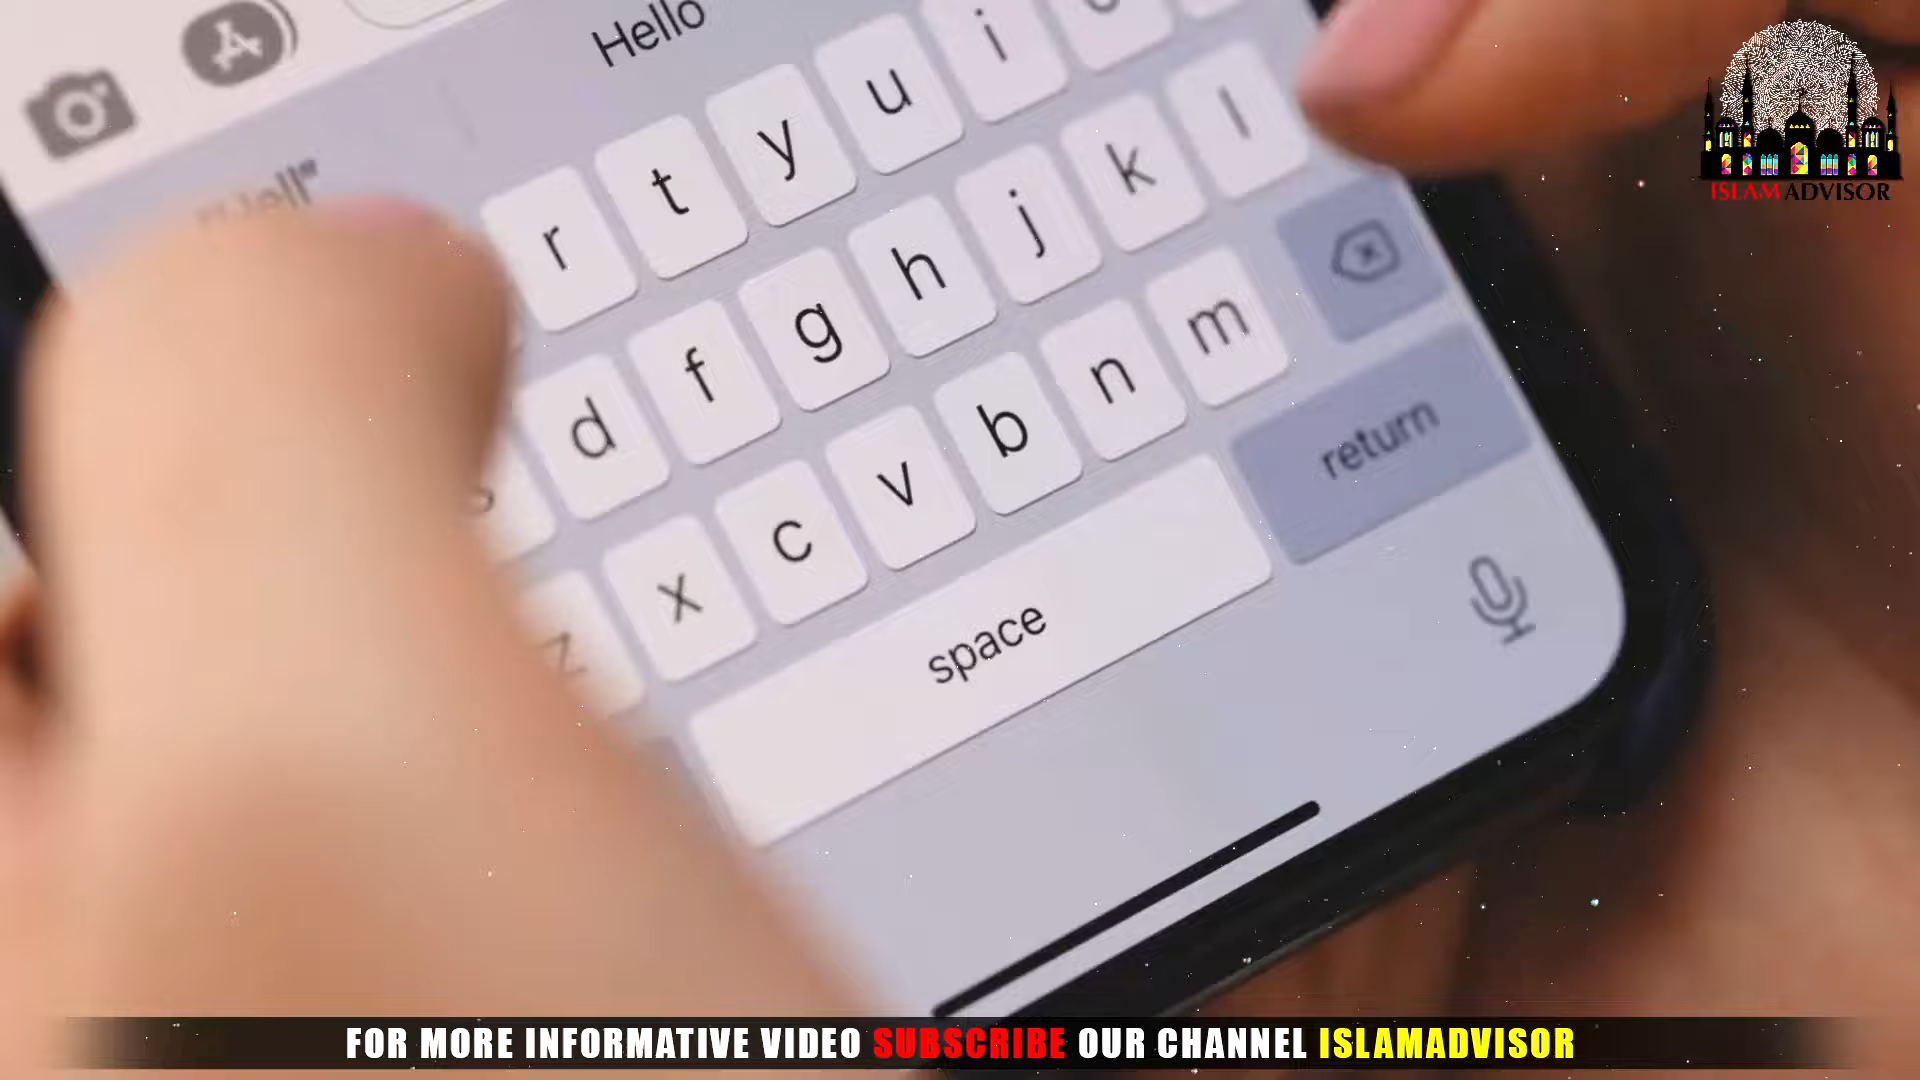 Hello
r t y u i
d f g h j k l
z x c v b n m
return
space
ISLAM ADVISOR
FOR MORE INFORMATIVE VIDEO SUBSCRIBE OUR CHANNEL ISLAMADVISOR